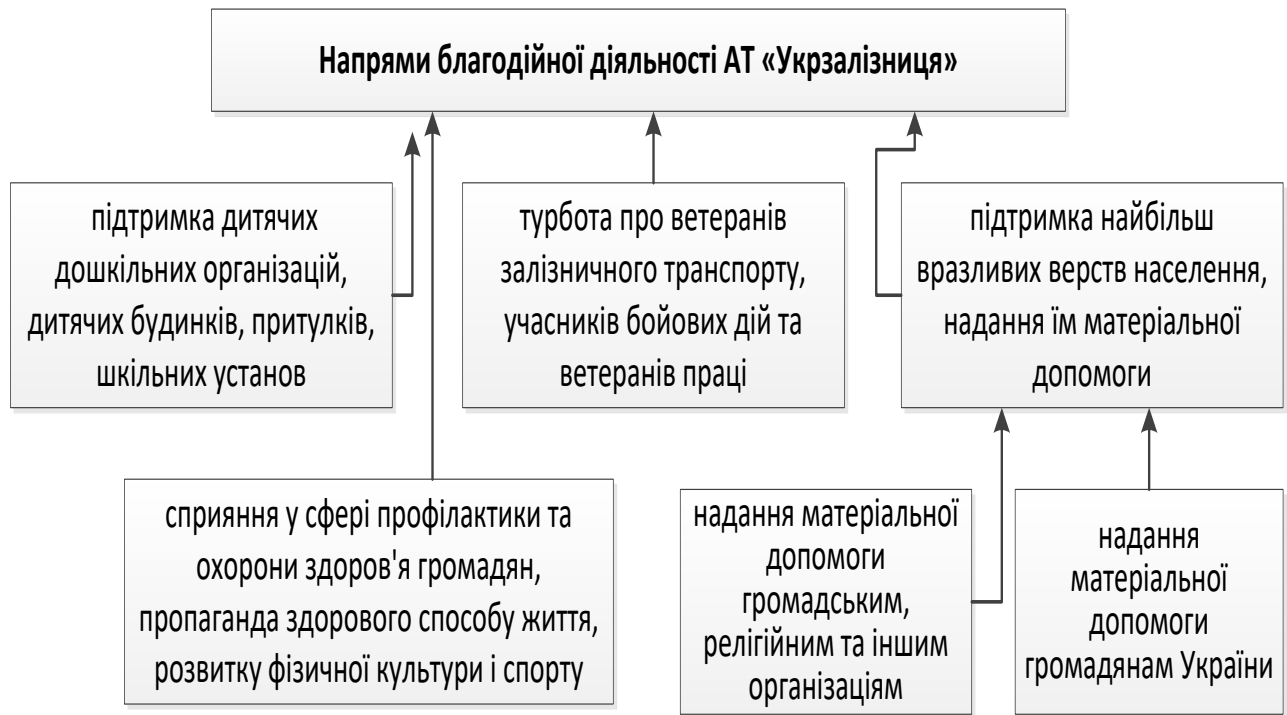 Напрями благодійної діяльності АТ «Укрзалізниця»
підтримка дитячих
дошкільних організацій,
дитячих будинків, притулків,
шкільних установ
турбота про ветеранів
залізничного транспорту,
учасників бойових дій та
ветеранів праці
підтримка найбільш
вразливих верств населення,
надання їм матеріальної
допомоги
сприяння у сфері профілактики та
охорони здоров'я громадян,
пропаганда здорового способу життя,
розвитку фізичної культури і спорту
надання матеріальної
допомоги
громадським,
релігійним та іншим
організаціям
надання
матеріальної
допомоги
громадянам України